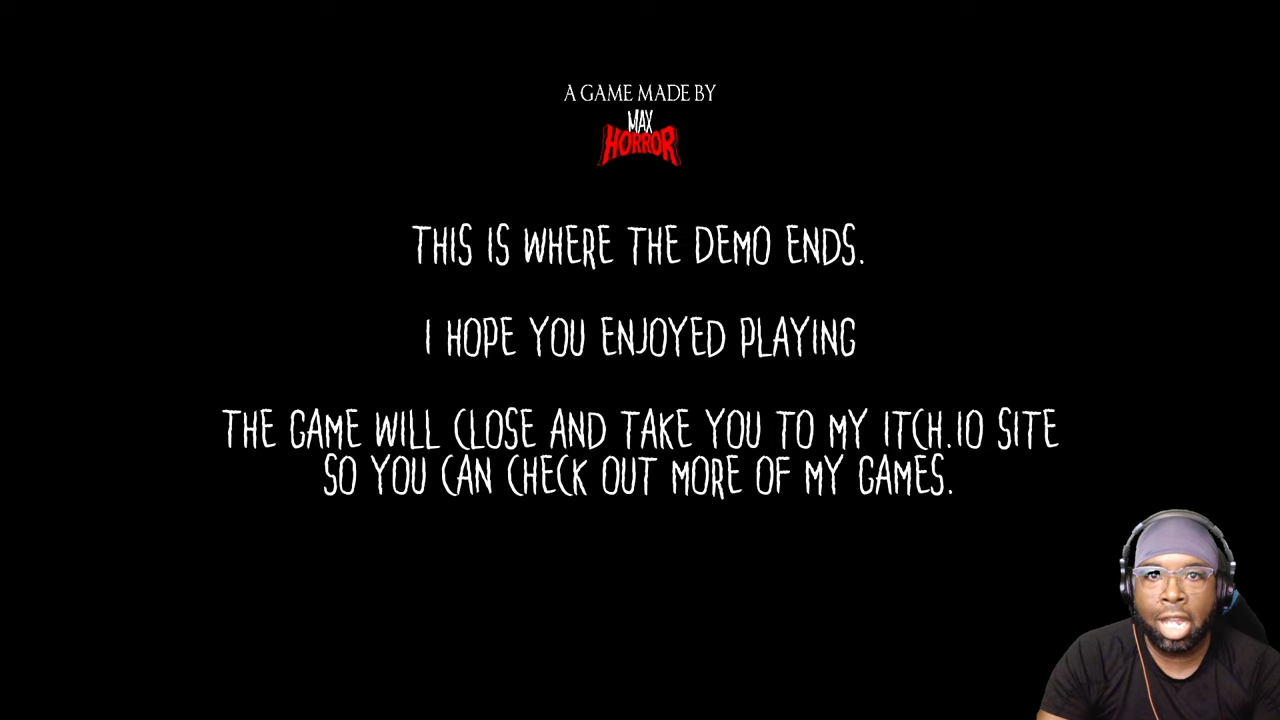 A GAME MADE BY
MAX
HORROR
THIS IS WHERE THE DEMO ENDS.
I HOPE YOU ENJOYED PLAYING
THE GAME WILL CLOSE AND TAKE YOU TO MY ITCH.IO SITE
SO YOU CAN CHECK OUT MORE OF MY GAMES.